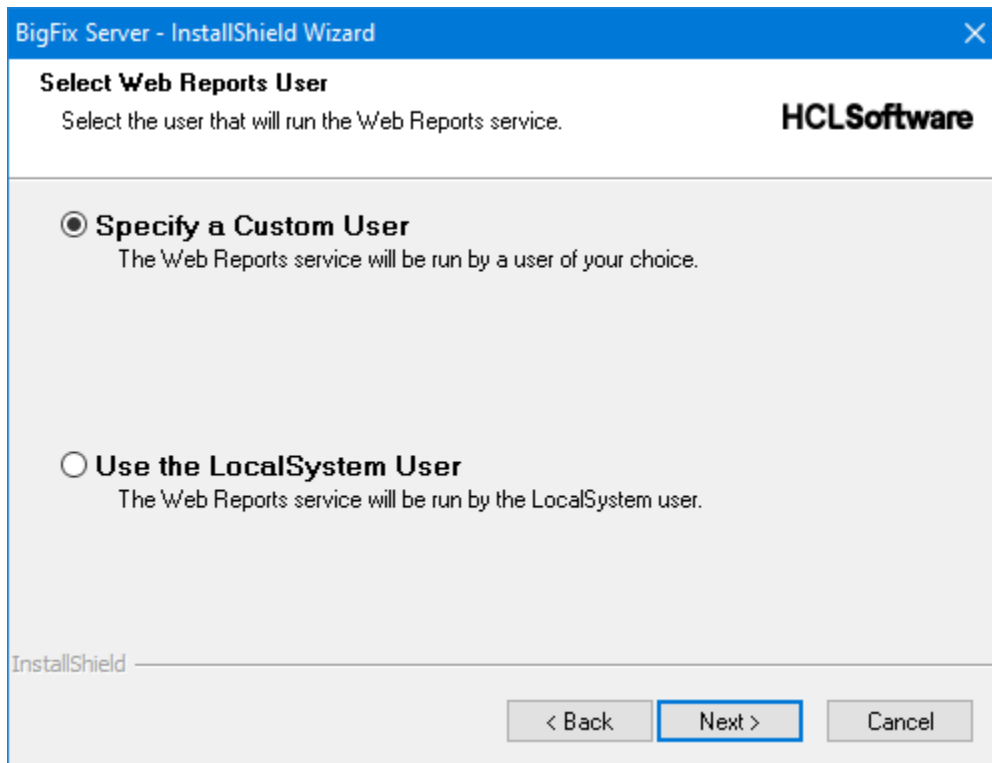 BigFix Server - InstallShield Wizard
Select Web Reports User
Select the user that will run the Web Reports service.
HCLSoftware
Specify a Custom User
The Web Reports service will be run by a user of your choice.
Use the LocalSystem User
The Web Reports service will be run by the LocalSystem user.
InstallShield
< Back Next > Cancel